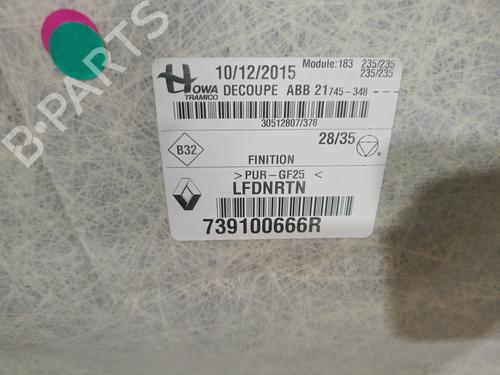 B-PARTS
HOWA
TRAMICO
10/12/2015
Module:183 235/235
235/235
DECOUPE ABB 21745-348---
30512807/378
B32
28/35
N
FINITION
>PUR-GF25 <
LFDNRTN
739100666R